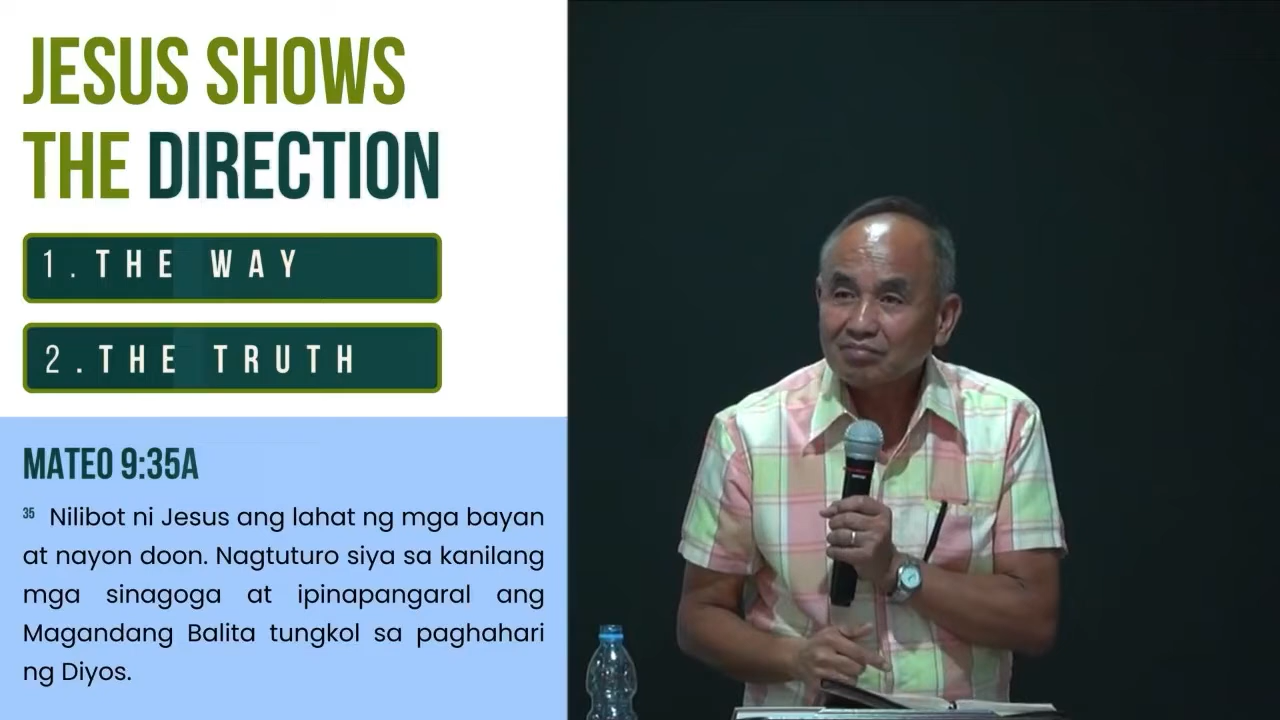 JESUS SHOWS
THE DIRECTION
1. THE WAY
2. THE TRUTH
MATEO 9:35A
35 Nilibot ni Jesus ang lahat ng mga bayan
at nayon doon. Nagtuturo siya sa kanilang
mga sinagoga at ipinapangaral ang
Magandang Balita tungkol sa paghahari
ng Diyos.